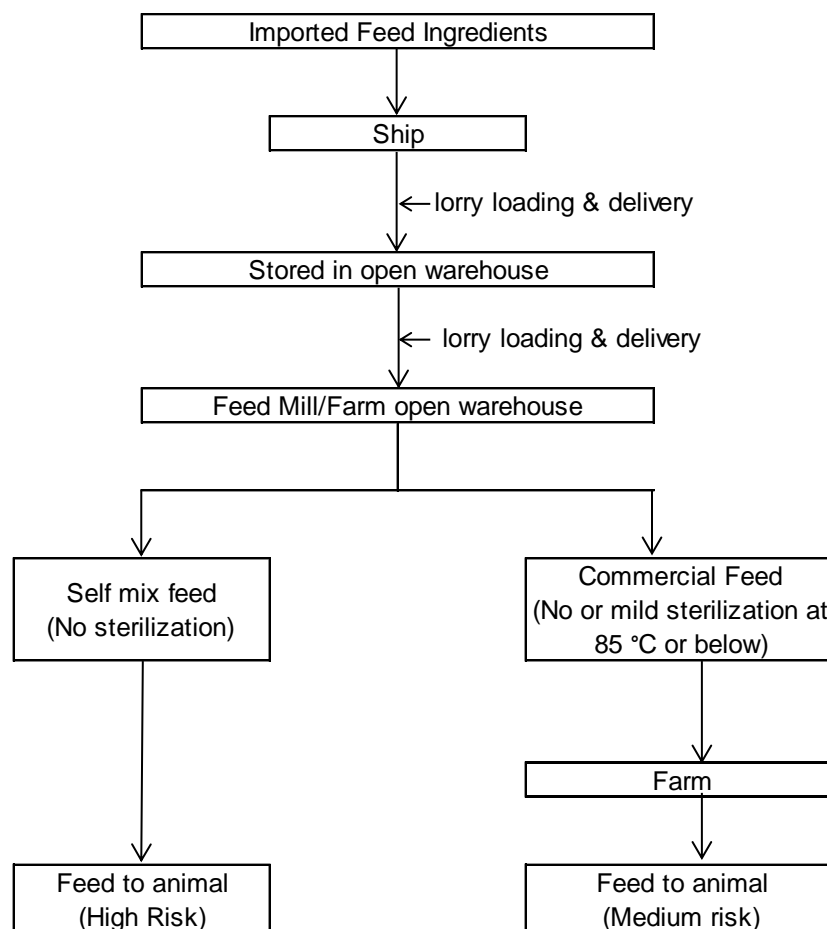 Imported Feed Ingredients
Ship
lorry loading & delivery
Stored in open warehouse
lorry loading & delivery
Feed Mill/Farm open warehouse
Self mix feed
(No sterilization)
Commercial Feed
(No or mild sterilization at
85 °C or below)
Farm
Feed to animal
(High Risk)
Feed to animal
(Medium risk)